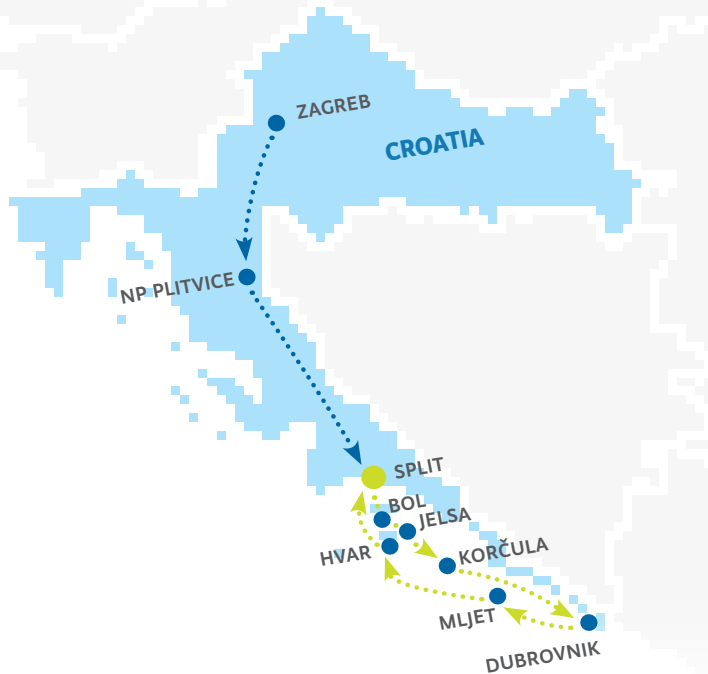 ZAGREB
CROATIA
NP PLITVICE
SPLIT
BOL
JELSA
HVAR
KORČULA
MLJET
DUBROVNIK